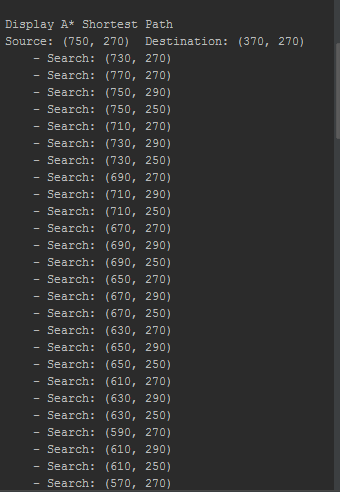 Display A* Shortest Path
Source: (750, 270)  Destination: (370, 270)
    - Search: (730, 270)
    - Search: (770, 270)
    - Search: (750, 290)
    - Search: (750, 250)
    - Search: (710, 270)
    - Search: (730, 290)
    - Search: (730, 250)
    - Search: (690, 270)
    - Search: (710, 290)
    - Search: (710, 250)
    - Search: (670, 270)
    - Search: (690, 290)
    - Search: (690, 250)
    - Search: (650, 270)
    - Search: (670, 290)
    - Search: (670, 250)
    - Search: (630, 270)
    - Search: (650, 290)
    - Search: (650, 250)
    - Search: (610, 270)
    - Search: (630, 290)
    - Search: (630, 250)
    - Search: (590, 270)
    - Search: (610, 290)
    - Search: (610, 250)
    - Search: (570, 270)